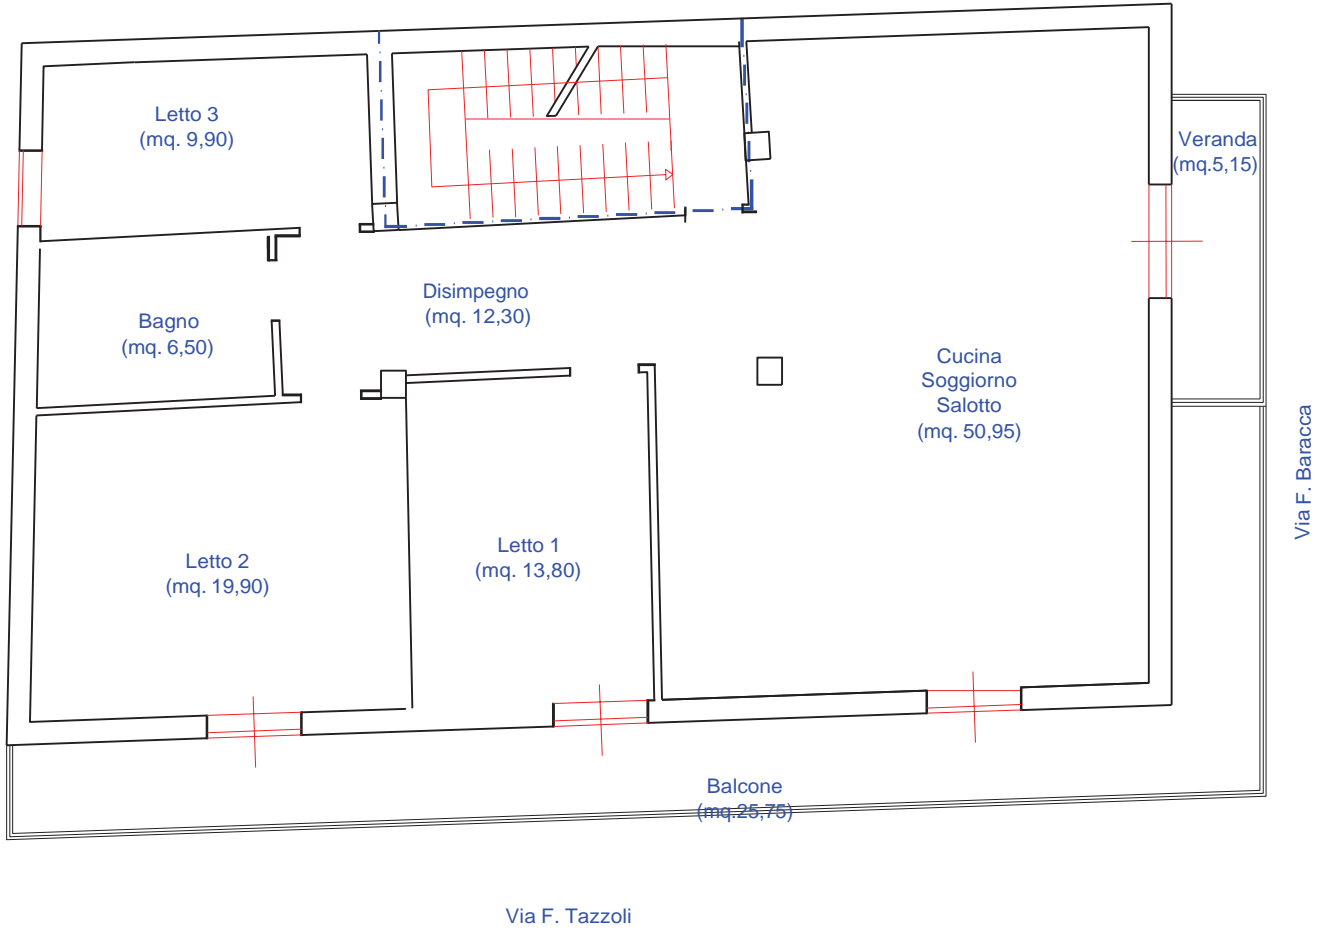 Letto 3
(mq. 9,90)
Veranda
(mq.5,15)
Disimpegno
(mq. 12,30)
Bagno
(mq. 6,50)
Cucina
Soggiorno
Salotto
(mq. 50,95)
Via F. Baracca
Letto 2
(mq. 19,90)
Letto 1
(mq. 13,80)
Balcone
(mq.25,75)
Via F. Tazzoli